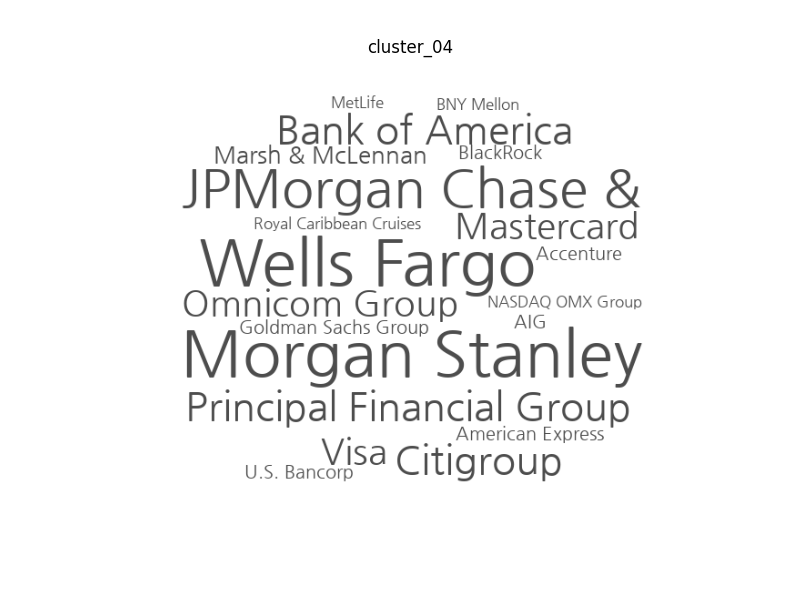 cluster_04
MetLife
BNY Mellon
Bank of America
Marsh & McLennan
BlackRock
JPMorgan Chase &
Royal Caribbean Cruises
Mastercard
Wells Fargo
Accenture
Omnicom Group
NASDAQ OMX Group
Goldman Sachs Group
AIG
Morgan Stanley
Principal Financial Group
American Express
Visa
Citigroup
U.S. Bancorp